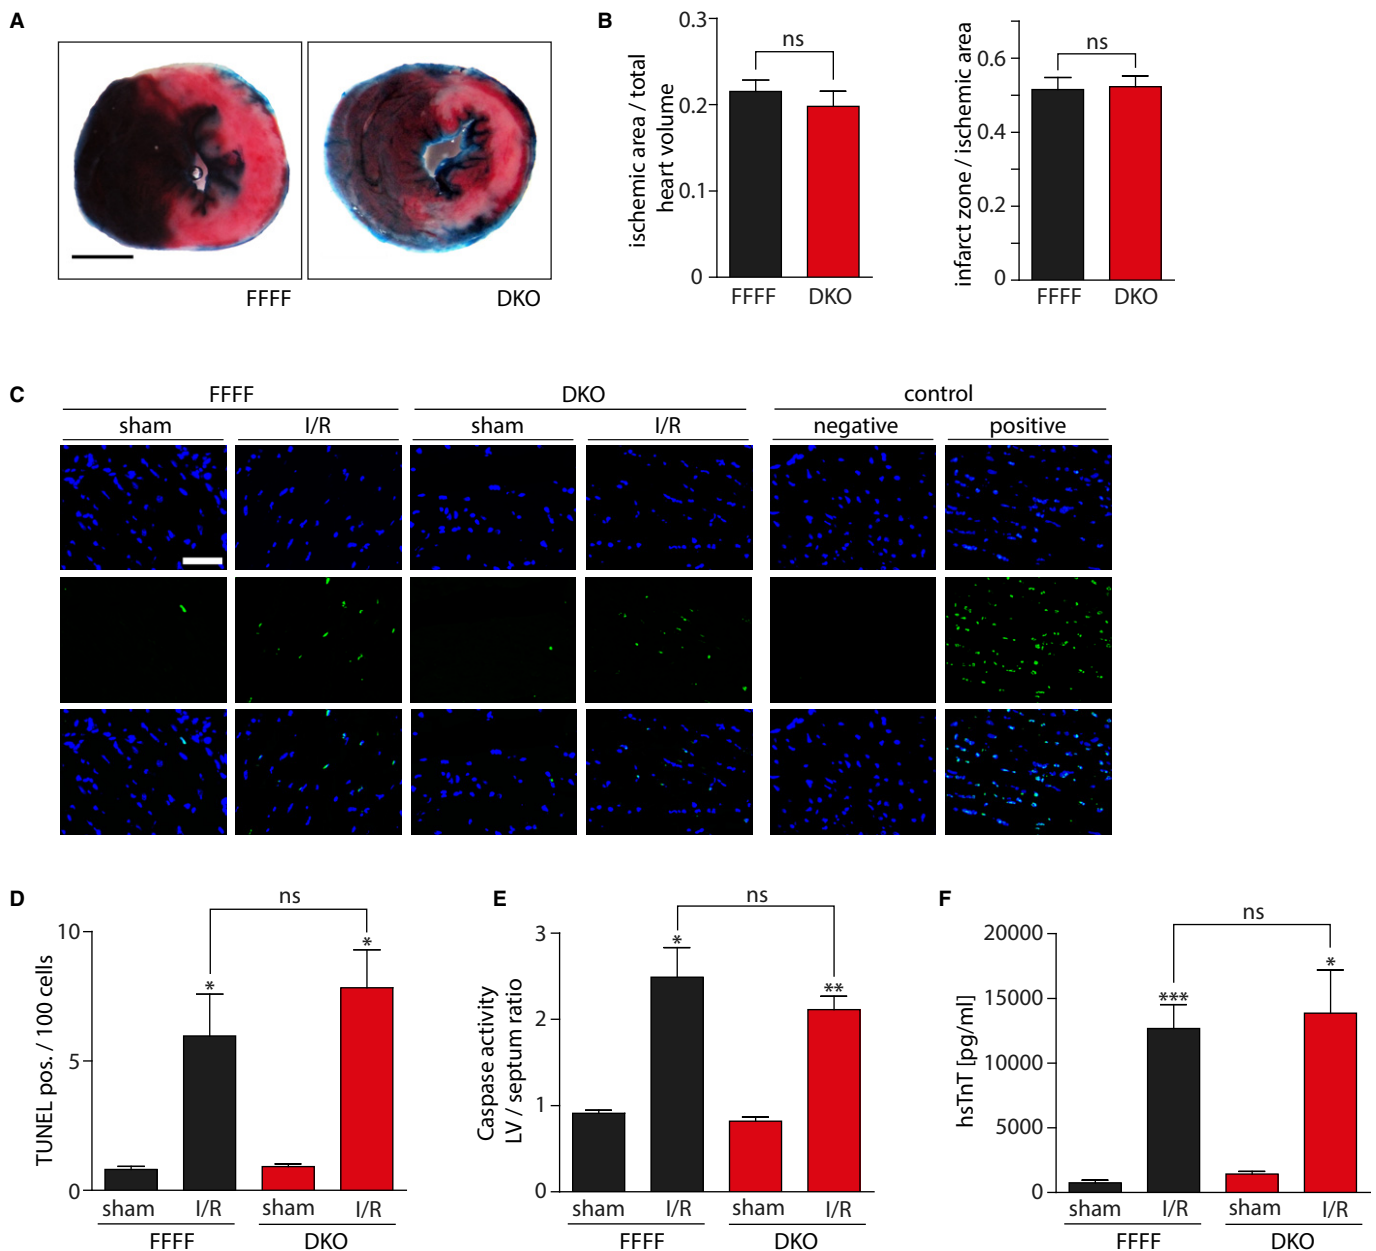 A
FFFF
DKO
B
ischemic area / total
heart volume
0.3
0.2
0.1
0
ns
FFFF
DKO
infarct zone / ischemic area
0.6
0.4
0.2
0
ns
FFFF
DKO
C
FFFF
DKO
control
sham
I/R
sham
I/R
negative
positive
D
TUNEL pos. / 100 cells
10
5
0
ns
*
*
sham
I/R
sham
I/R
FFFF
DKO
E
Caspase activity
LV / septum ratio
3
2
1
0
ns
*
**
sham
I/R
sham
I/R
FFFF
DKO
F
hsTnT [pg/ml]
20000
15000
10000
5000
0
ns
***
*
sham
I/R
sham
I/R
FFFF
DKO